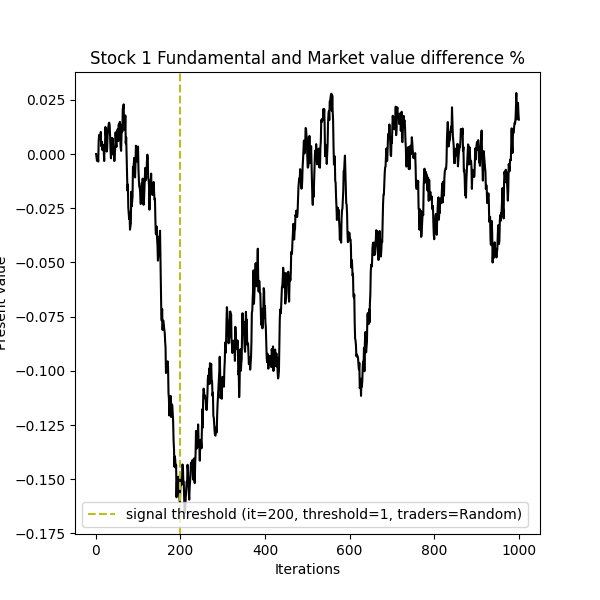 Stock 1 Fundamental and Market value difference %
0.025
0.000
−0.025
−0.050
−0.075
−0.100
−0.125
−0.150
−0.175
Present value
signal threshold (it=200, threshold=1, traders=Random)
0 200 400 600 800 1000
Iterations